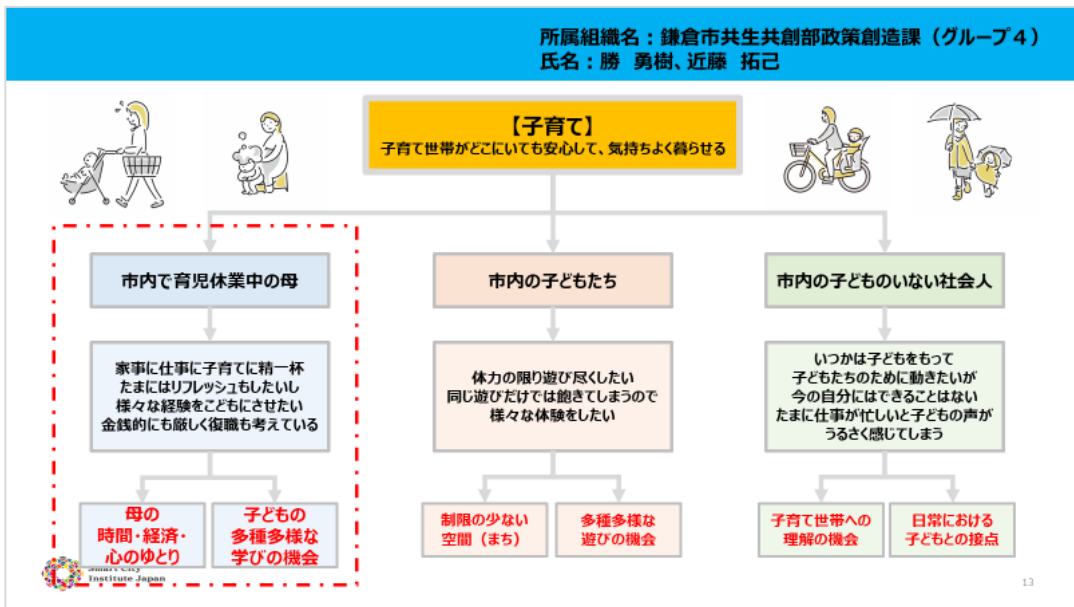 所属組織名：鎌倉市共生共創部政策創造課（グループ４）
氏名：勝　勇樹、近藤　拓己
【子育て】
子育て世帯がどこにいても安心して、気持ちよく暮らせる
市内で育児休業中の母
家事に仕事に子育てに精一杯
たまにはリフレッシュもしたいし
様々な経験をこどもにさせたい
金銭的にも厳しく復職も考えている
母の
時間・経済・
心のゆとり
子どもの
多種多様な
学びの機会
市内の子どもたち
体力の限り遊び尽くしたい
同じ遊びだけでは飽きてしまうので
様々な体験をしたい
制限の少ない
空間（まち）
多種多様な
遊びの機会
市内の子どものいない社会人
いつかは子どもをもって
子どもたちのために動きたいが
今の自分にはできることはない
たまに仕事が忙しいと子どもの声が
うるさく感じてしまう
子育て世帯への
理解の機会
日常における
子どもとの接点
Smart City
Institute Japan
13